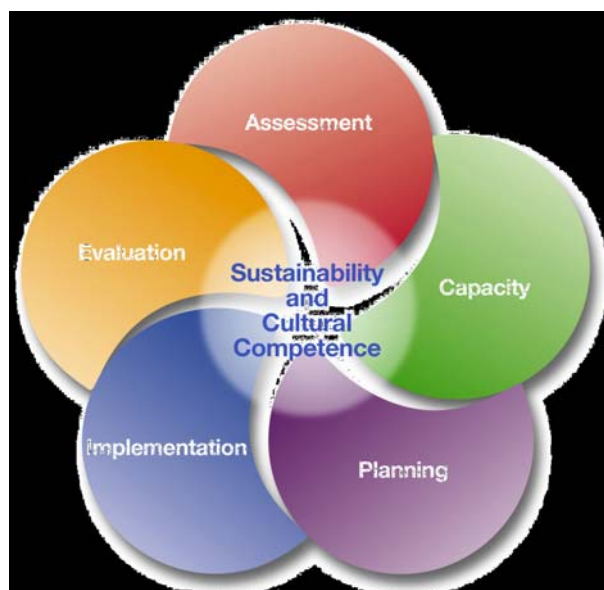 Assessment
Evaluation
Capacity
Sustainability
and
Cultural
Competence
Implementation
Planning